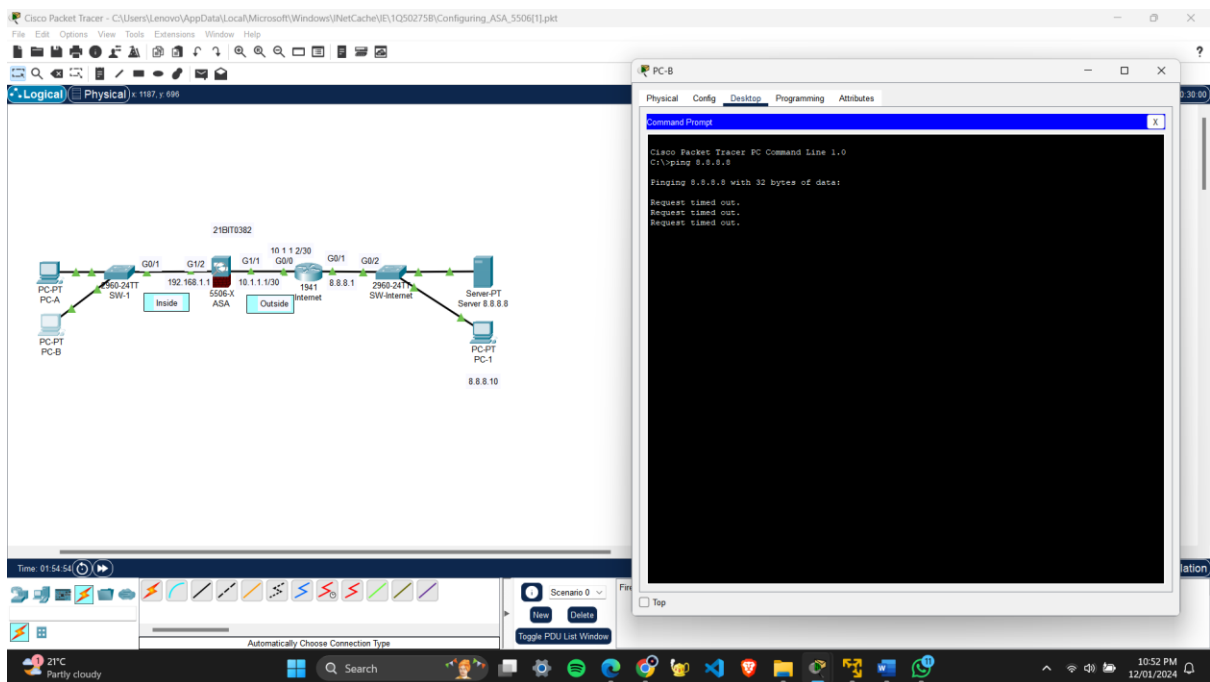 Cisco Packet Tracer - C:\Users\Lenovo\AppData\Local\Microsoft\Windows\INetCache\IE\1Q50275B\Configuring_ASA_5506[1].pkt
File Edit Options View Tools Extensions Window Help
?
Logical Physical x: 1187, y: 696
0:30:00
PC-B
Physical Config Desktop Programming Attributes
Command Prompt
X
Cisco Packet Tracer PC Command Line 1.0
C:\>ping 8.8.8.8
Pinging 8.8.8.8 with 32 bytes of data:
Request timed out.
Request timed out.
Request timed out.
Top
21BIT0382
10 1 1 2/30
G0/1 G1/2 G1/1 G0/0 G0/1 G0/2
192.168.1.1 10.1.1.1/30 8.8.8.1
PC-PT
PC-A
2960-24TT
SW-1
Inside
5506-X
ASA
Outside
1941
Internet
2960-24TT
SW-internet
Server-PT
Server 8.8.8.8
PC-PT
PC-B
PC-PT
PC-1
8.8.8.10
Time: 01:54:54
lation
Scenario 0
Fire
New Delete
Toggle PDU List Window
Automatically Choose Connection Type
1
21°C
Partly cloudy
Search
11
10:52 PM
12/01/2024